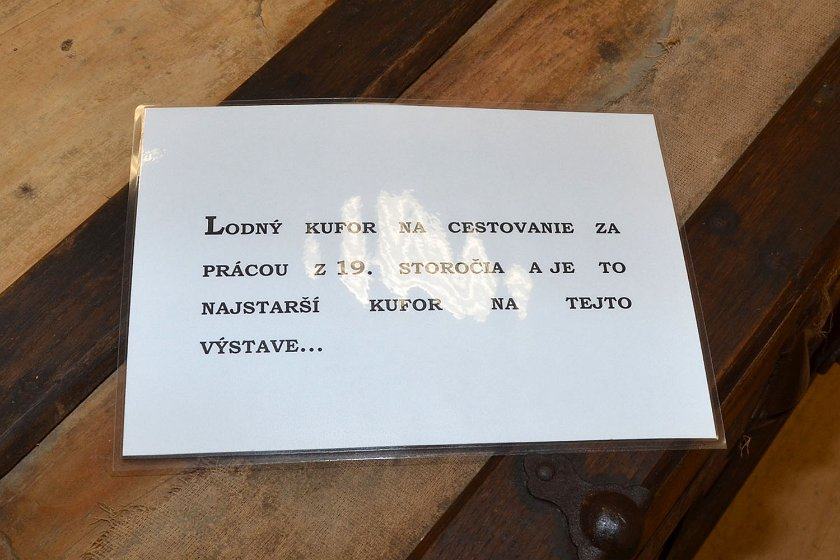 Lodný kufor na cestovanie za
prácou z 19. storočia a je to
najstarší kufor na tejto
výstave...